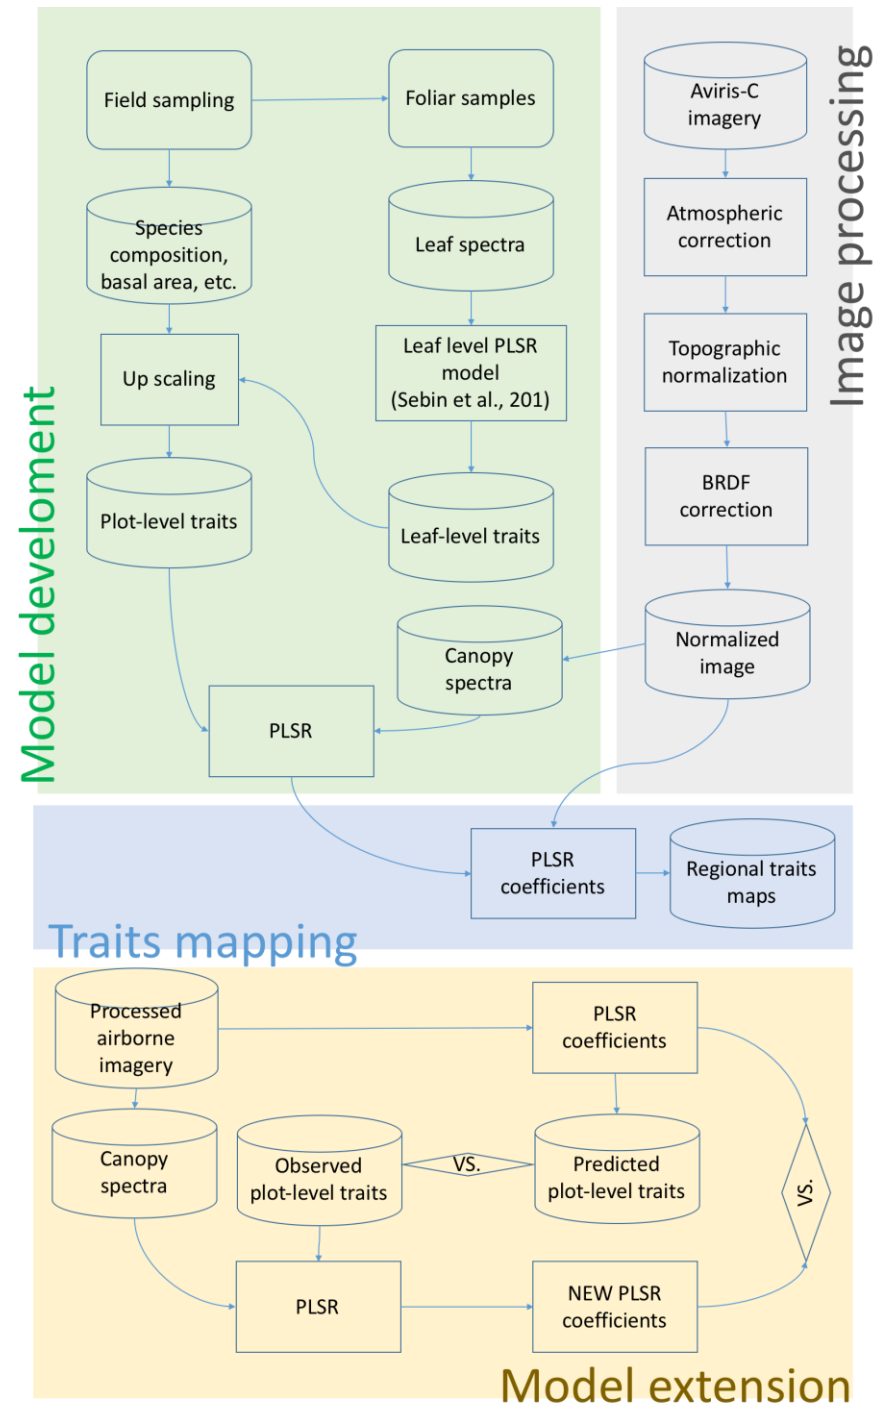 Field sampling
Foliar samples
Species
composition,
basal area, etc.
Leaf spectra
Up scaling
Leaf level PLSR
model
(Sebin et al., 201)
Plot-level traits
Leaf-level traits
Canopy
spectra
PLSR
Model develoment
Aviris-C
imagery
Atmospheric
correction
Topographic
normalization
BRDF
correction
Normalized
image
Image processing
PLSR
coefficients
Regional traits
maps
Traits mapping
Processed
airborne
imagery
PLSR
coefficients
Canopy
spectra
Observed
plot-level traits
VS.
Predicted
plot-level traits
VS.
PLSR
NEW PLSR
coefficients
Model extension